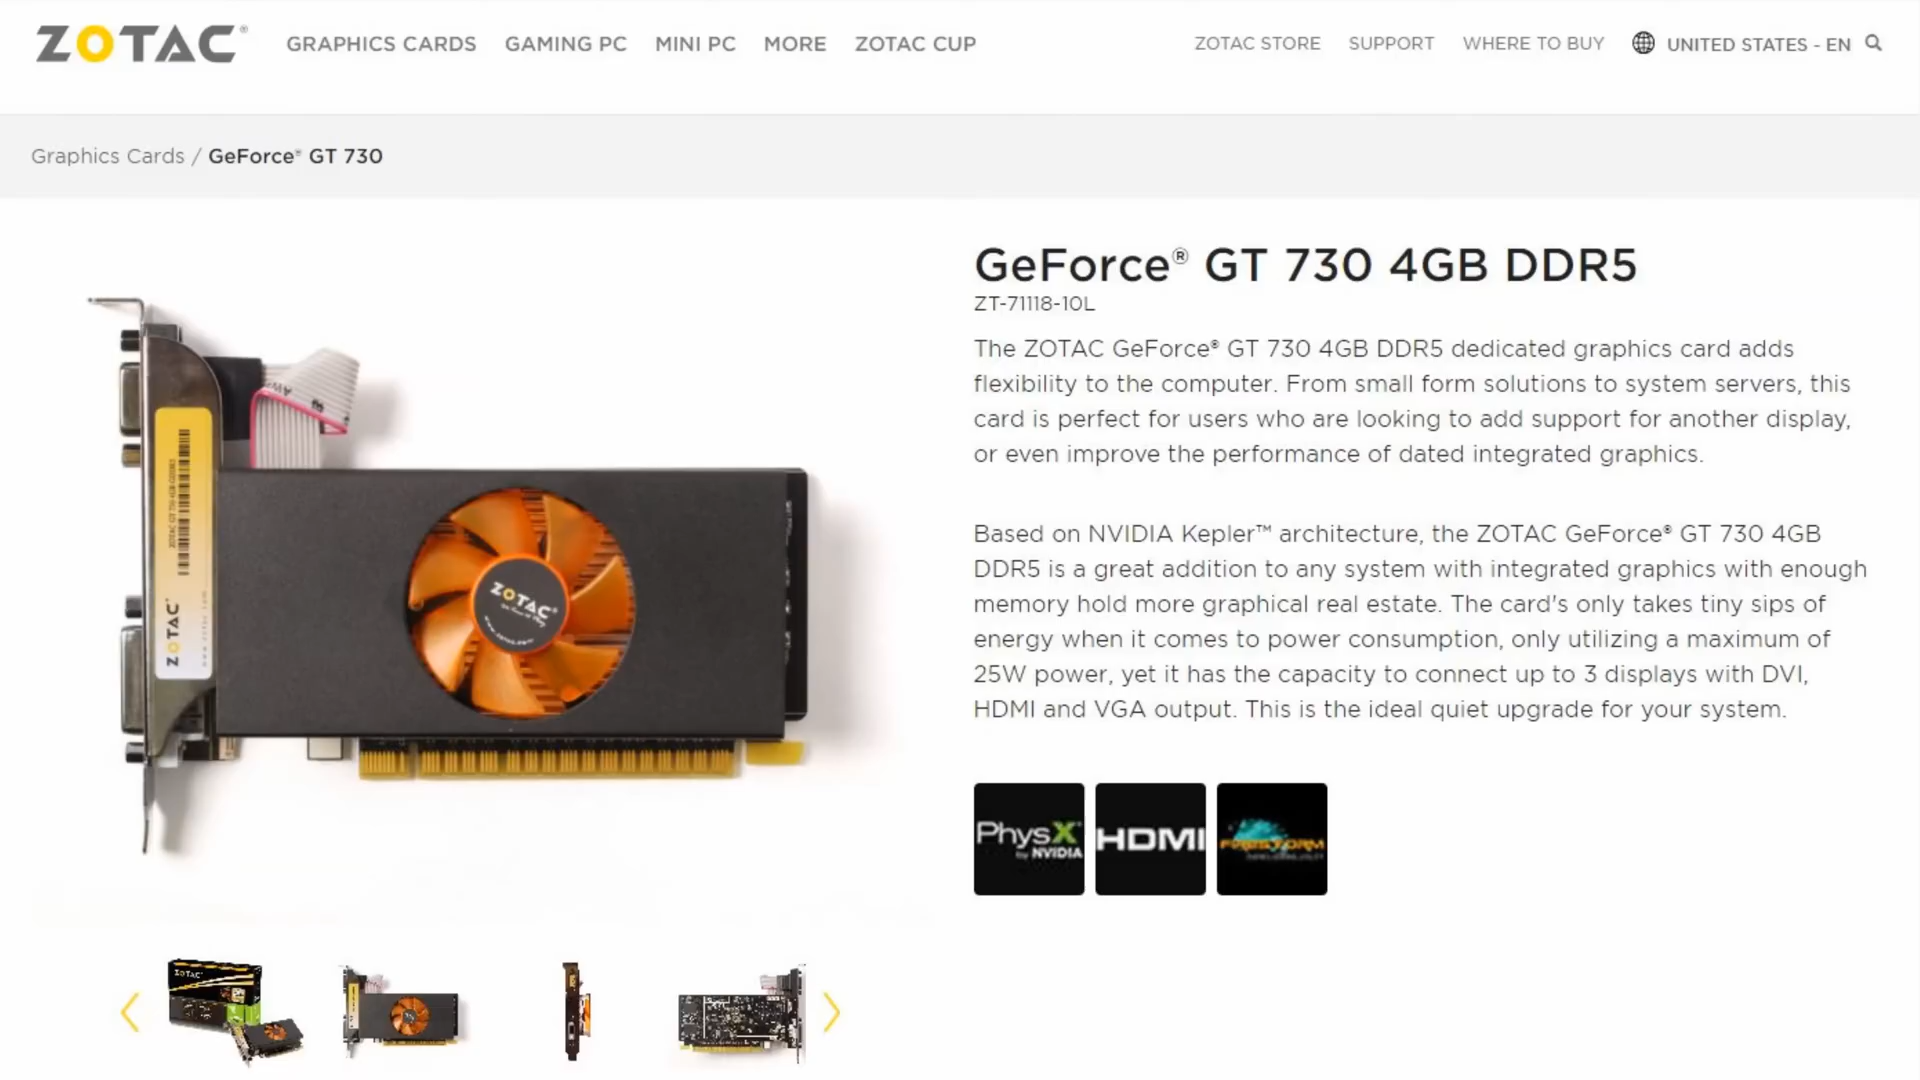 ZOTAC®
GRAPHICS CARDS GAMING PC MINI PC MORE ZOTAC CUP
ZOTAC STORE SUPPORT WHERE TO BUY UNITED STATES - EN
Graphics Cards / GeForce® GT 730
GeForce® GT 730 4GB DDR5
ZT-71118-10L
The ZOTAC GeForce® GT 730 4GB DDR5 dedicated graphics card adds
flexibility to the computer. From small form solutions to system servers, this
card is perfect for users who are looking to add support for another display,
or even improve the performance of dated integrated graphics.
Based on NVIDIA Kepler™ architecture, the ZOTAC GeForce® GT 730 4GB
DDR5 is a great addition to any system with integrated graphics with enough
memory hold more graphical real estate. The card's only takes tiny sips of
energy when it comes to power consumption, only utilizing a maximum of
25W power, yet it has the capacity to connect up to 3 displays with DVI,
HDMI and VGA output. This is the ideal quiet upgrade for your system.
PhysX
by NVIDIA
HDMI
FIRESTORM
ZOTAC
ZOTAC®
www.zotac.com
ZOTAC